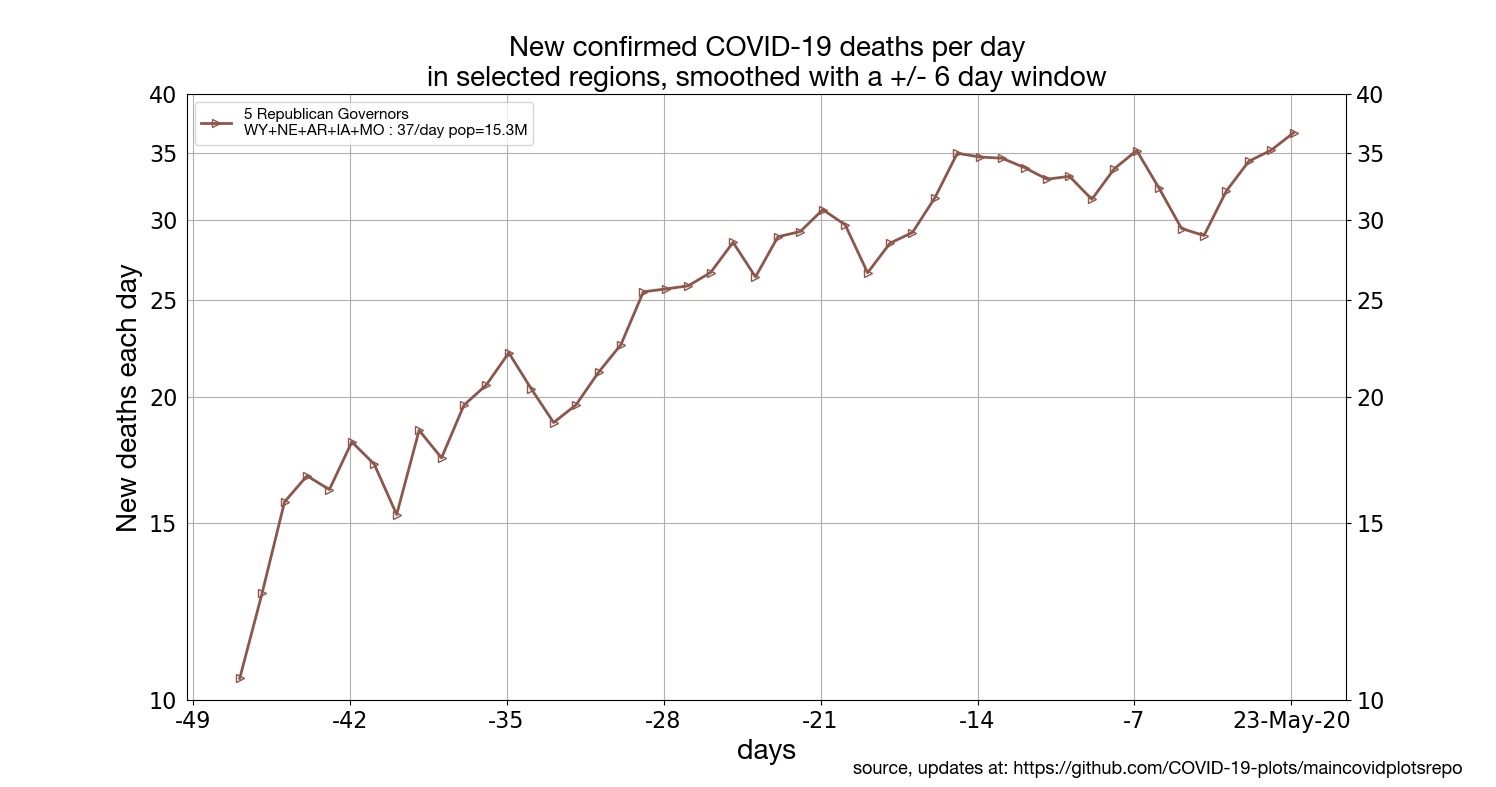 New confirmed COVID-19 deaths per day
in selected regions, smoothed with a +/- 6 day window
5 Republican Governors
WY+NE+AR+IA+MO : 37/day pop=15.3M
New deaths each day
40
35
30
25
20
15
10
40
35
30
25
20
15
10
-49
-42
-35
-28
-21
-14
-7
23-May-20
days
source, updates at: https://github.com/COVID-19-plots/maincovidplotsrepo